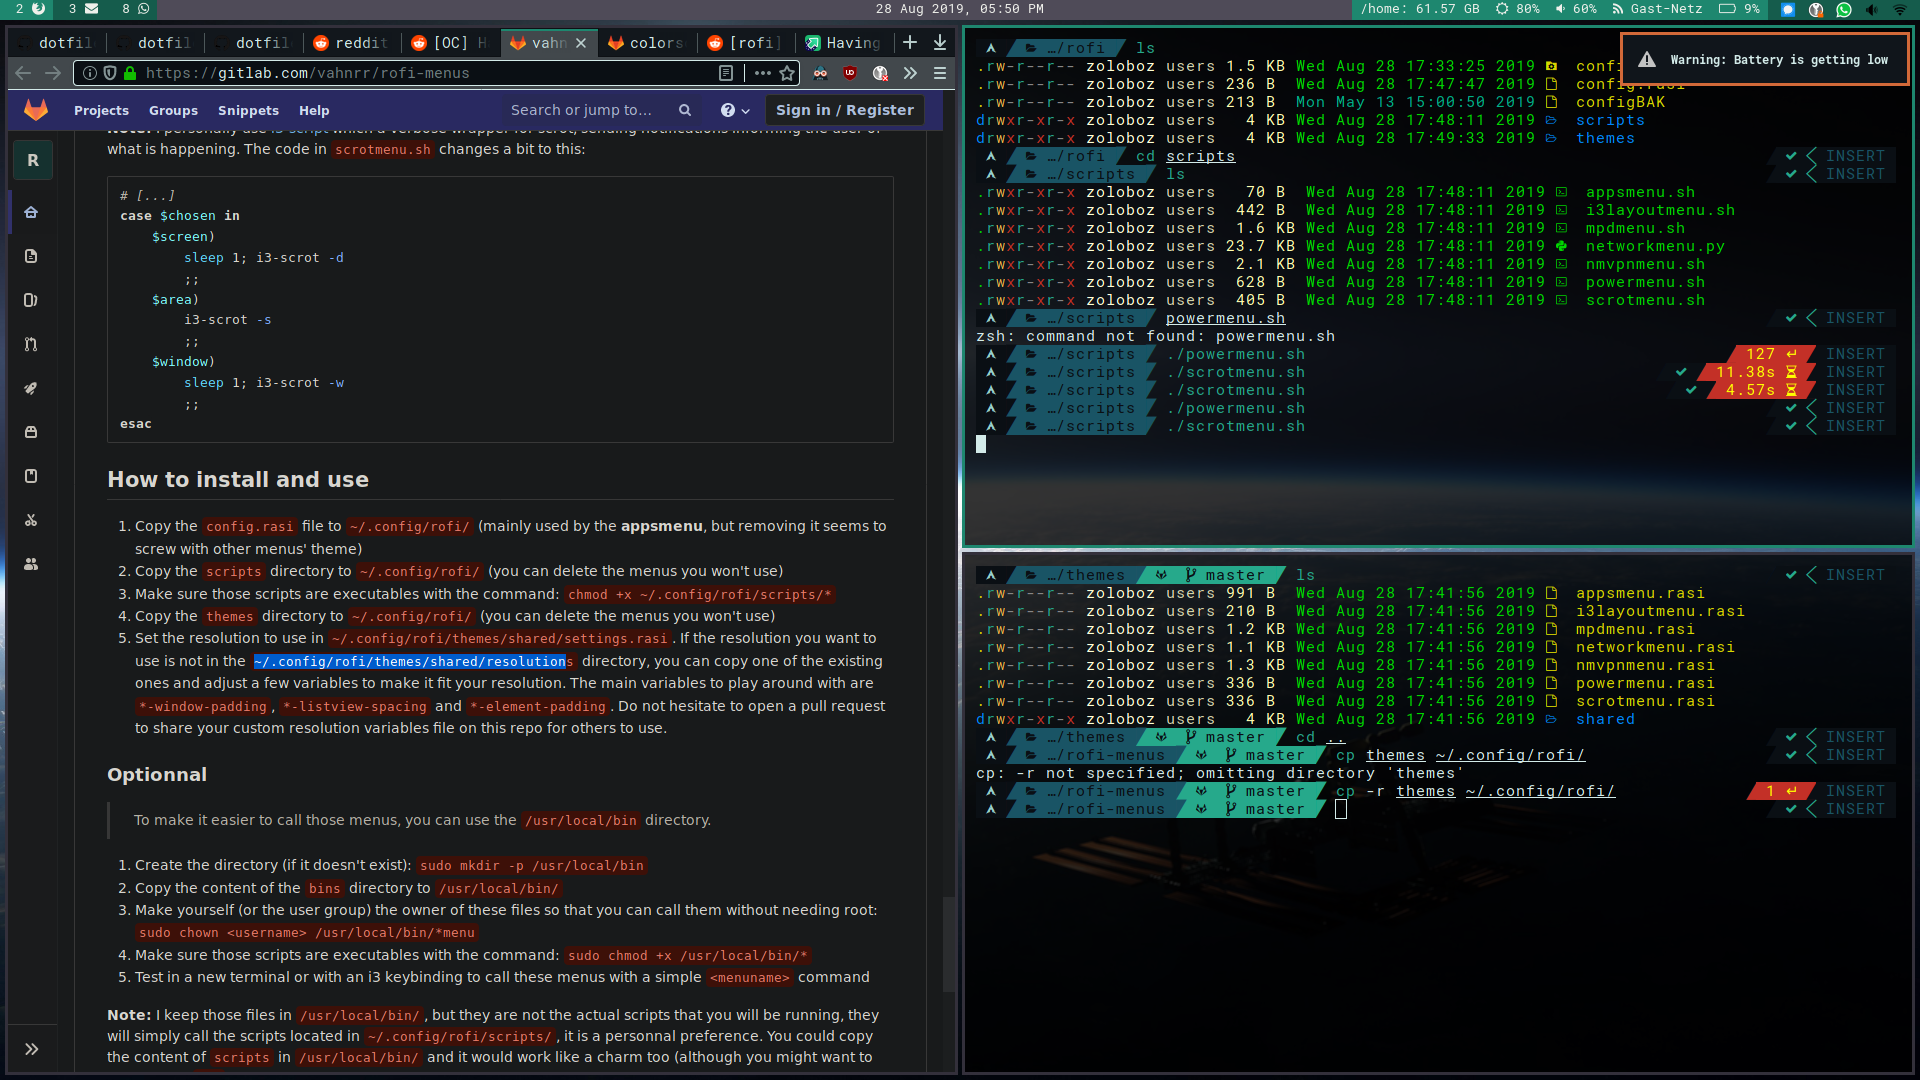 2 3 8 28 Aug 2019, 05:50 PM /home: 61.57 GB 80% 60% Gast-Netz 9%
dotfil dotfil dotfil reddit [OC] H vahn colors [rofi] Having
https://gitlab.com/vahnrr/rofi-menus
Projects Groups Snippets Help Search or jump to... Sign in / Register
R
Note: I personally use i3-script which a verbose wrapper for scrot, sending notifications informing the user of
what is happening. The code in scrotmenu.sh changes a bit to this:
# [...]
case $chosen in
$screen)
sleep 1; i3-scrot -d
;;
$area)
i3-scrot -s
;;
$window)
sleep 1; i3-scrot -w
;;
esac
How to install and use
1. Copy the config.rasi file to ~/.config/rofi/ (mainly used by the appsmenu, but removing it seems to
screw with other menus' theme)
2. Copy the scripts directory to ~/.config/rofi/ (you can delete the menus you won't use)
3. Make sure those scripts are executables with the command: chmod +x ~/.config/rofi/scripts/*
4. Copy the themes directory to ~/.config/rofi/ (you can delete the menus you won't use)
5. Set the resolution to use in ~/.config/rofi/themes/shared/settings.rasi . If the resolution you want to
use is not in the ~/.config/rofi/themes/shared/resolutions directory, you can copy one of the existing
ones and adjust a few variables to make it fit your resolution. The main variables to play around with are
*-window-padding , *-listview-spacing and *-element-padding . Do not hesitate to open a pull request
to share your custom resolution variables file on this repo for others to use.
Optionnal
To make it easier to call those menus, you can use the /usr/local/bin directory.
1. Create the directory (if it doesn't exist): sudo mkdir -p /usr/local/bin
2. Copy the content of the bins directory to /usr/local/bin/
3. Make yourself (or the user group) the owner of these files so that you can call them without needing root:
sudo chown <username> /usr/local/bin/*menu
4. Make sure those scripts are executables with the command: sudo chmod +x /usr/local/bin/*
5. Test in a new terminal or with an i3 keybinding to call these menus with a simple <menuname> command
Note: I keep those files in /usr/local/bin/ , but they are not the actual scripts that you will be running, they
will simply call the scripts located in ~/.config/rofi/scripts/ , it is a personnal preference. You could copy
the content of scripts in /usr/local/bin/ and it would work like a charm too (although you might want to
Warning: Battery is getting low
…/rofi ls
.rw-r--r-- zoloboz users 1.5 KB Wed Aug 28 17:33:25 2019 conf
.rw-r--r-- zoloboz users 236 B Wed Aug 28 17:47:47 2019 config.rasi
.rw-r--r-- zoloboz users 213 B Mon May 13 15:00:50 2019 configBAK
drwxr-xr-x zoloboz users 4 KB Wed Aug 28 17:48:11 2019 scripts
drwxr-xr-x zoloboz users 4 KB Wed Aug 28 17:49:33 2019 themes
…/rofi cd scripts INSERT
…/scripts ls INSERT
.rwxr-xr-x zoloboz users 70 B Wed Aug 28 17:48:11 2019 appsmenu.sh
.rwxr-xr-x zoloboz users 442 B Wed Aug 28 17:48:11 2019 i3layoutmenu.sh
.rwxr-xr-x zoloboz users 1.6 KB Wed Aug 28 17:48:11 2019 mpdmenu.sh
.rwxr-xr-x zoloboz users 23.7 KB Wed Aug 28 17:48:11 2019 networkmenu.py
.rwxr-xr-x zoloboz users 2.1 KB Wed Aug 28 17:48:11 2019 nmvpnmenu.sh
.rwxr-xr-x zoloboz users 628 B Wed Aug 28 17:48:11 2019 powermenu.sh
.rwxr-xr-x zoloboz users 405 B Wed Aug 28 17:48:11 2019 scrotmenu.sh
…/scripts powermenu.sh INSERT
zsh: command not found: powermenu.sh
…/scripts ./powermenu.sh 127 ↵ INSERT
…/scripts ./scrotmenu.sh 11.38s INSERT
…/scripts ./scrotmenu.sh 4.57s INSERT
…/scripts ./powermenu.sh INSERT
…/scripts ./scrotmenu.sh INSERT
…/themes master ls INSERT
.rw-r--r-- zoloboz users 991 B Wed Aug 28 17:41:56 2019 appsmenu.rasi
.rw-r--r-- zoloboz users 210 B Wed Aug 28 17:41:56 2019 i3layoutmenu.rasi
.rw-r--r-- zoloboz users 1.2 KB Wed Aug 28 17:41:56 2019 mpdmenu.rasi
.rw-r--r-- zoloboz users 1.1 KB Wed Aug 28 17:41:56 2019 networkmenu.rasi
.rw-r--r-- zoloboz users 1.3 KB Wed Aug 28 17:41:56 2019 nmvpnmenu.rasi
.rw-r--r-- zoloboz users 336 B Wed Aug 28 17:41:56 2019 powermenu.rasi
.rw-r--r-- zoloboz users 336 B Wed Aug 28 17:41:56 2019 scrotmenu.rasi
drwxr-xr-x zoloboz users 4 KB Wed Aug 28 17:41:56 2019 shared
…/themes master cd .. INSERT
…/rofi-menus master cp themes ~/.config/rofi/ INSERT
cp: -r not specified; omitting directory 'themes'
…/rofi-menus master cp -r themes ~/.config/rofi/ 1 ↵ INSERT
…/rofi-menus master INSERT